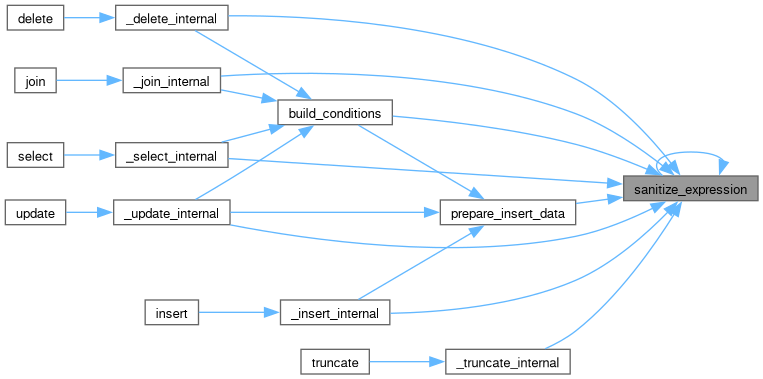 delete
_delete_internal
join
_join_internal
build_conditions
select
_select_internal
sanitize_expression
update
_update_internal
prepare_insert_data
insert
_insert_internal
truncate
_truncate_internal